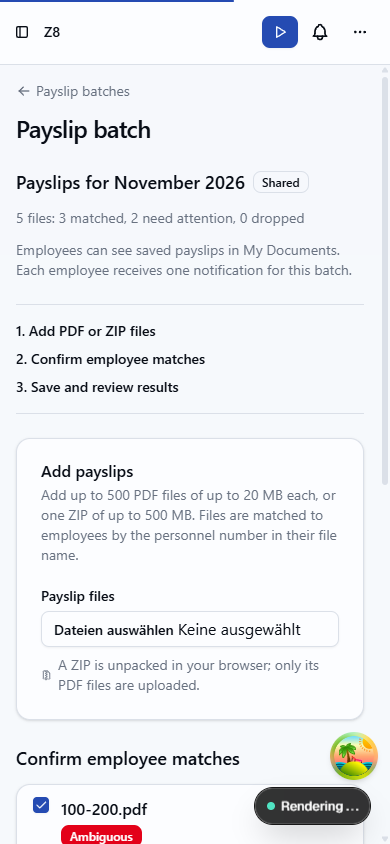 Z8
Payslip batches
Payslip batch
Payslips for November 2026 Shared
5 files: 3 matched, 2 need attention, 0 dropped
Employees can see saved payslips in My Documents.
Each employee receives one notification for this batch.
1. Add PDF or ZIP files
2. Confirm employee matches
3. Save and review results
Add payslips
Add up to 500 PDF files of up to 20 MB each, or
one ZIP of up to 500 MB. Files are matched to
employees by the personnel number in their file
name.
Payslip files
Dateien auswählen Keine ausgewählt
A ZIP is unpacked in your browser; only its
PDF files are uploaded.
Confirm employee matches
100-200.pdf
Ambiguous
Rendering ...